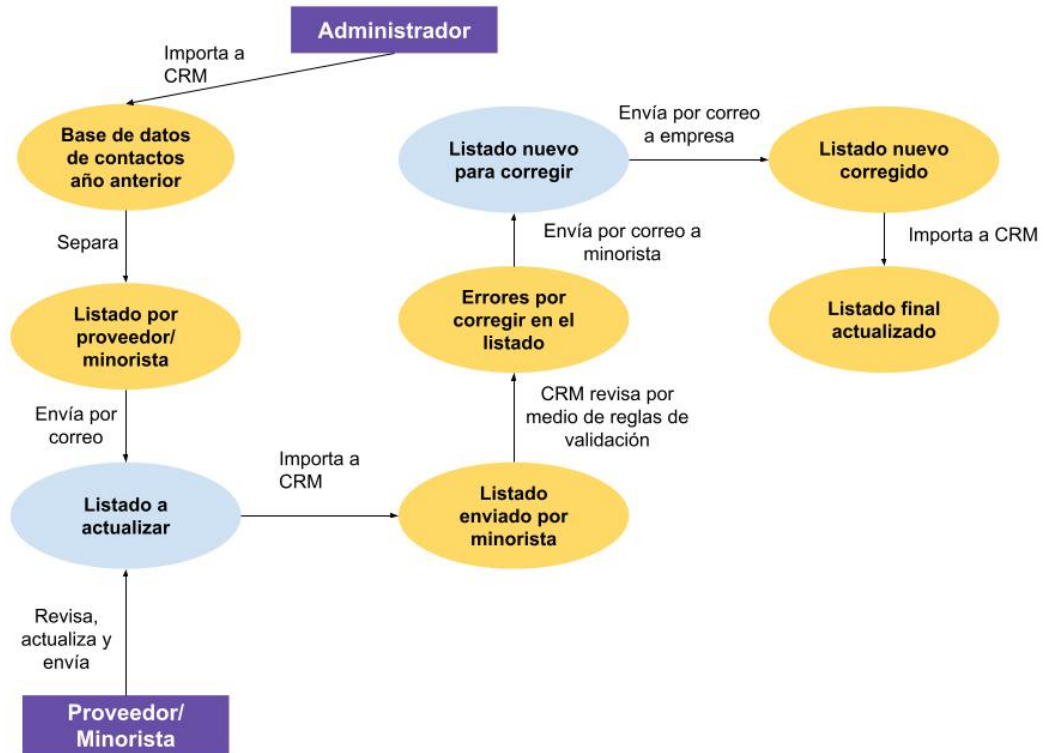 Administrador
Importa a
CRM
Base de datos
de contactos
año anterior
Separa
Listado por
proveedor/
minorista
Envía por
correo
Listado a
actualizar
Revisa,
actualiza y
envía
Proveedor/
Minorista
Importa a
CRM
Listado
enviado por
minorista
CRM revisa por
medio de reglas de
validación
Errores por
corregir en el
listado
Envía por correo a
minorista
Listado nuevo
para corregir
Envía por correo
a empresa
Listado nuevo
corregido
Importa a CRM
Listado final
actualizado